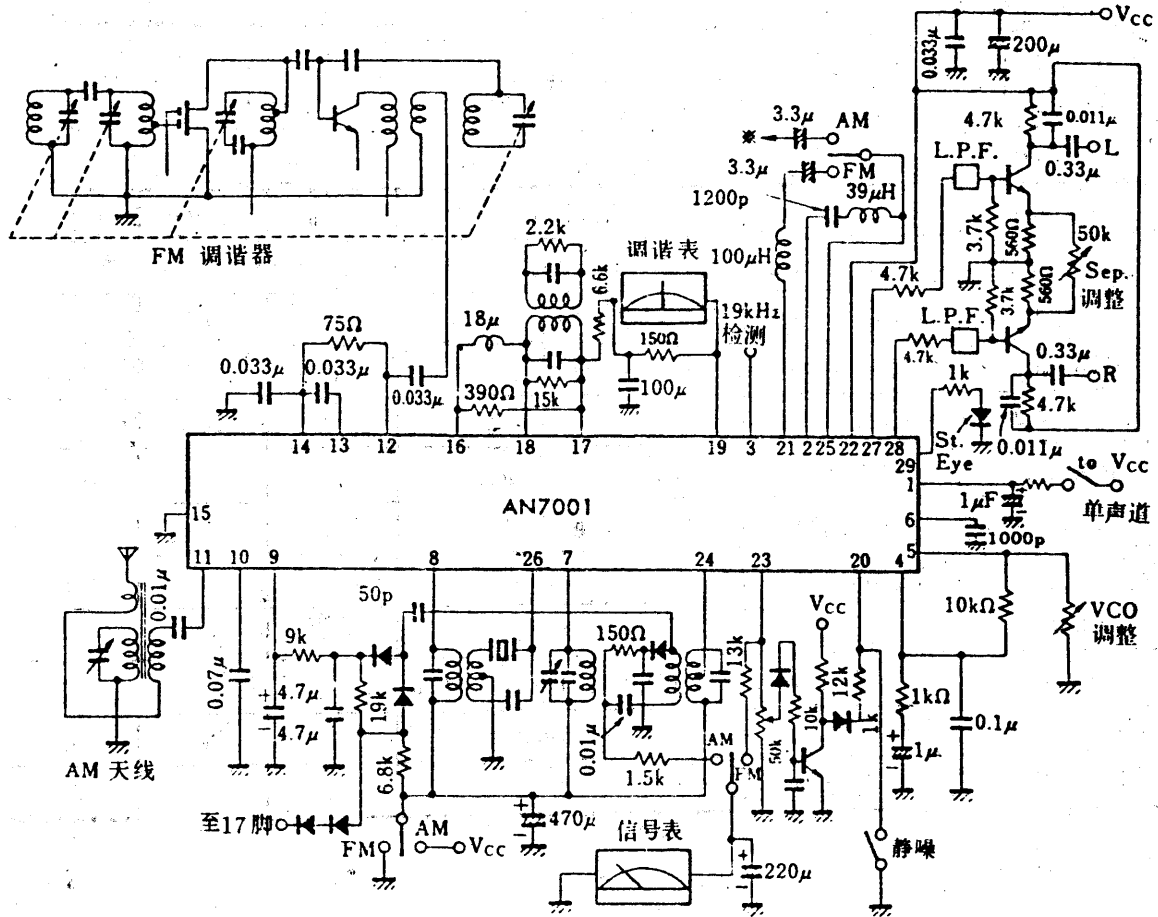 Vcc
0.033μ
200μ
4.7k
0.011μ
L
0.33μ
L.P.F.
3.3μ
AM
※
3.3μ
FM
39μH
1200p
100μH
3.7k
560Ω
50k
Sep.
调整
560Ω
3.7k
4.7k
L.P.F.
4.7k
0.33μ
R
1k
4.7k
0.011μ
St.
Eye
FM 调谐器
2.2k
6.6k
调谐表
19kHz
检测
150Ω
100μ
18μ
15k
390Ω
75Ω
0.033μ
0.033μ
0.033μ
14 13 12 16 18 17 19 3 21 2 25 22 27 28
29
1
6
5
15
AN7001
11 10 9 8 26 7 24 23 20 4
to Vcc
1μF
+
-
单声道
1000p
10kΩ
VCO
调整
1kΩ
0.1μ
+
-
1μ
0.01μ
AM 天线
0.07μ
9k
+
-
4.7μ
4.7μ
19k
6.8k
50p
至17脚
FM
AM
Vcc
+
-
470μ
150Ω
0.01μ
1.5k
AM
FM
13k
50k
10k
Vcc
12k
1k
静噪
信号表
+
-
220μ